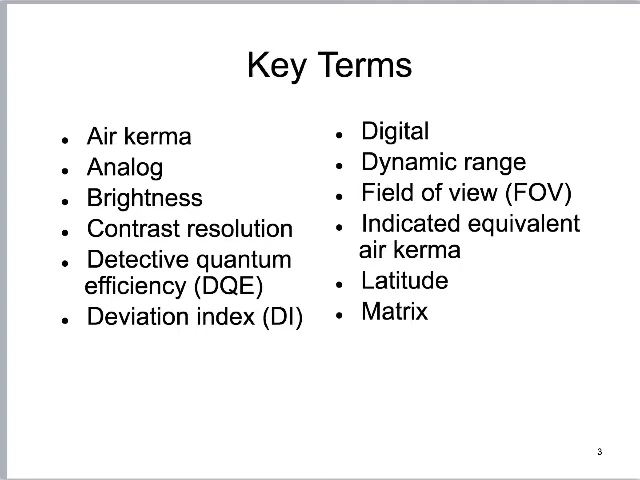 Key Terms
• Air kerma
• Analog
• Brightness
• Contrast resolution
• Detective quantum
efficiency (DQE)
• Deviation index (DI)
• Digital
• Dynamic range
• Field of view (FOV)
• Indicated equivalent
air kerma
• Latitude
• Matrix
3